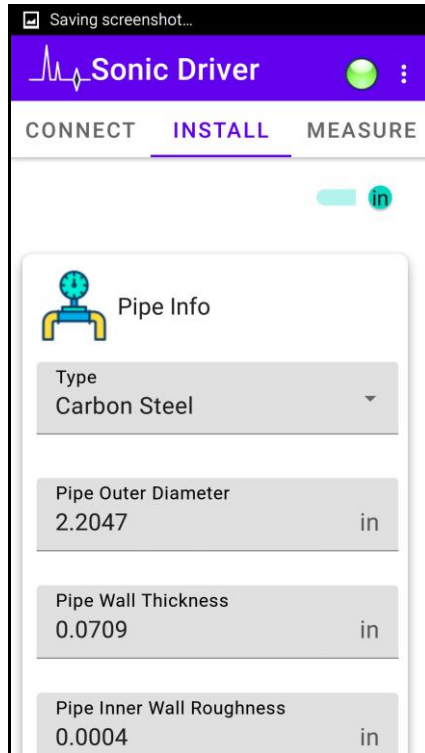 Saving screenshot…
Sonic Driver
CONNECT INSTALL MEASURE
in
Pipe Info
Type
Carbon Steel
Pipe Outer Diameter
2.2047 in
Pipe Wall Thickness
0.0709 in
Pipe Inner Wall Roughness
0.0004 in